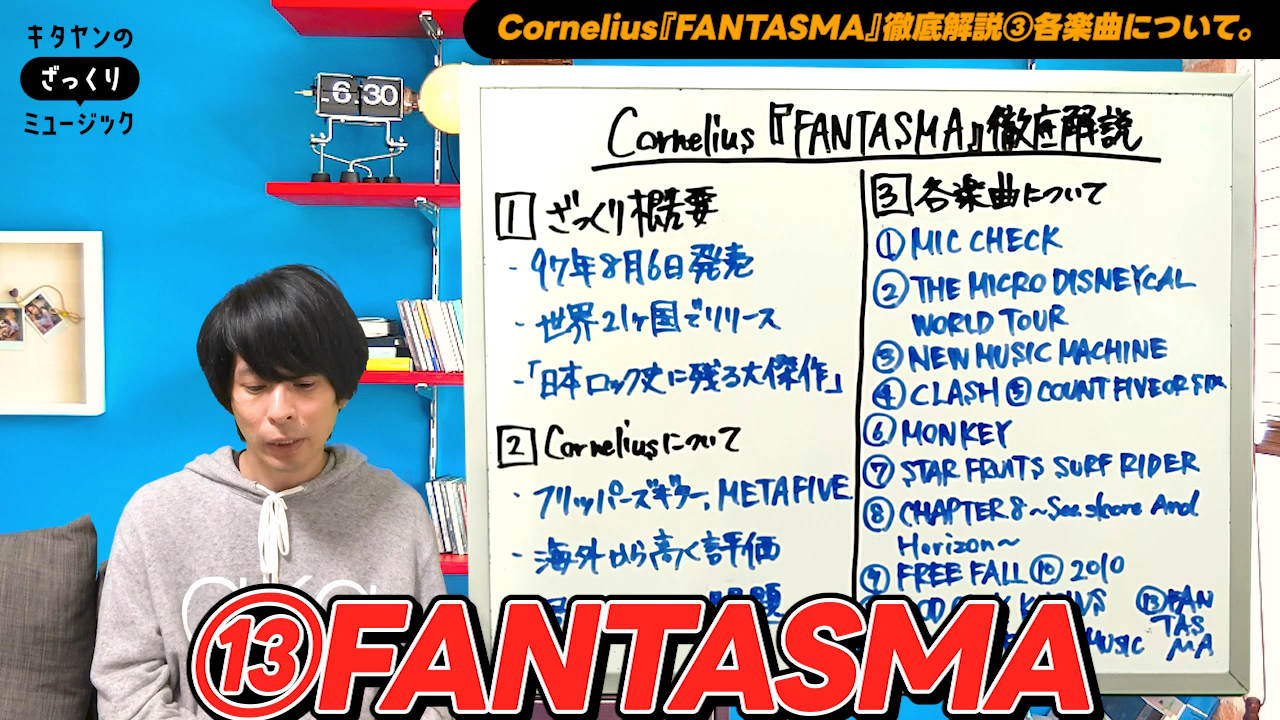 キタヤンの
ざっくり
ミュージック
Cornelius『FANTASMA』徹底解説③各楽曲について。
6 30
Cornelius『FANTASMA』徹底解説
1 ざっくり概要
・97年8月6日発売
・世界21ヶ国でリリース
・「日本ロック史に残る大傑作」
2 Corneliusについて
・フリッパーズギター、METAFIVE
・海外から高く評価
問題
3 各楽曲について
① MIC CHECK
② THE MICRO DISNEYCAL
WORLD TOUR
③ NEW MUSIC MACHINE
④ CLASH ⑤ COUNT FIVE OR SIX
⑥ MONKEY
⑦ STAR FRUITS SURF RIDER
⑧ CHAPTER 8 ~Seashore And
Horizon~
⑨ FREE FALL ⑩ 2010
⑬ FAN
TAS
MA
MUSIC
⑬FANTASMA